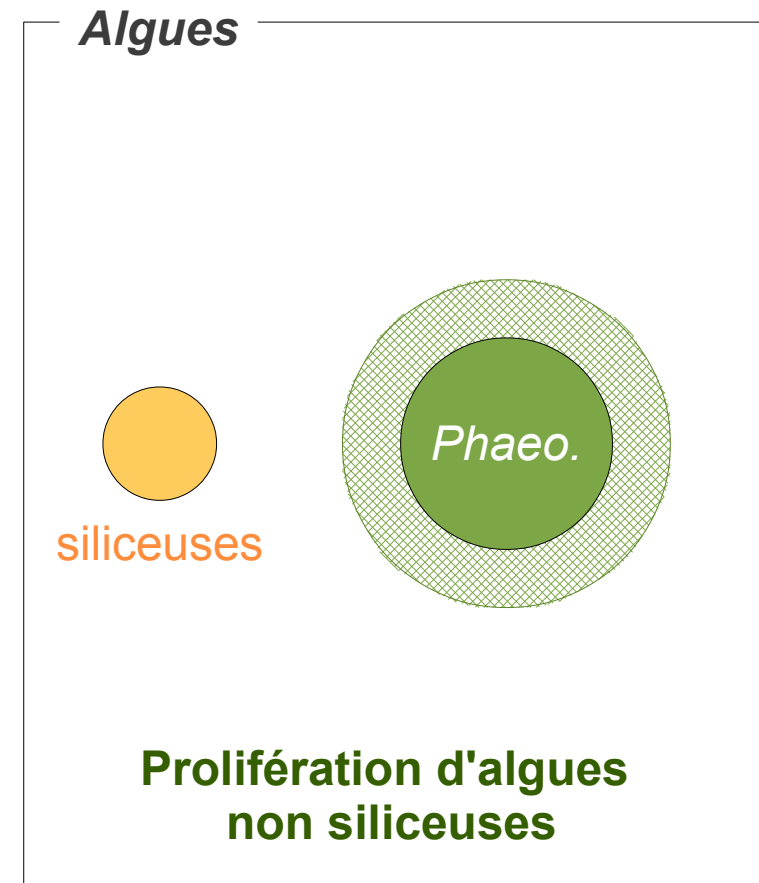 Algues
Phaeo.
siliceuses
Prolifération d'algues
non siliceuses